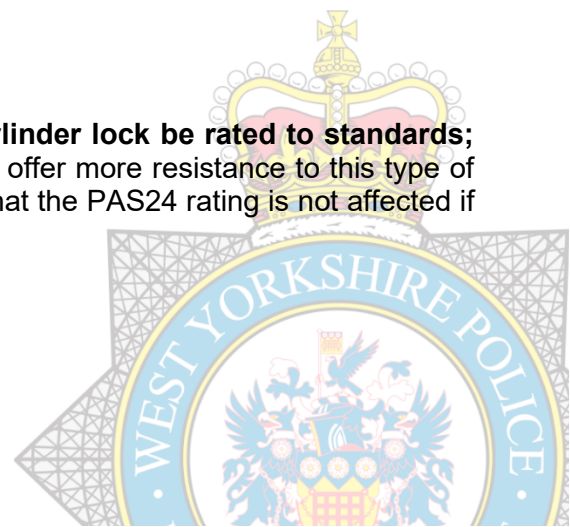 linder lock be rated to standards;
offer more resistance to this type of
the PAS24 rating is not affected if
WEST YORKSHIRE POLICE